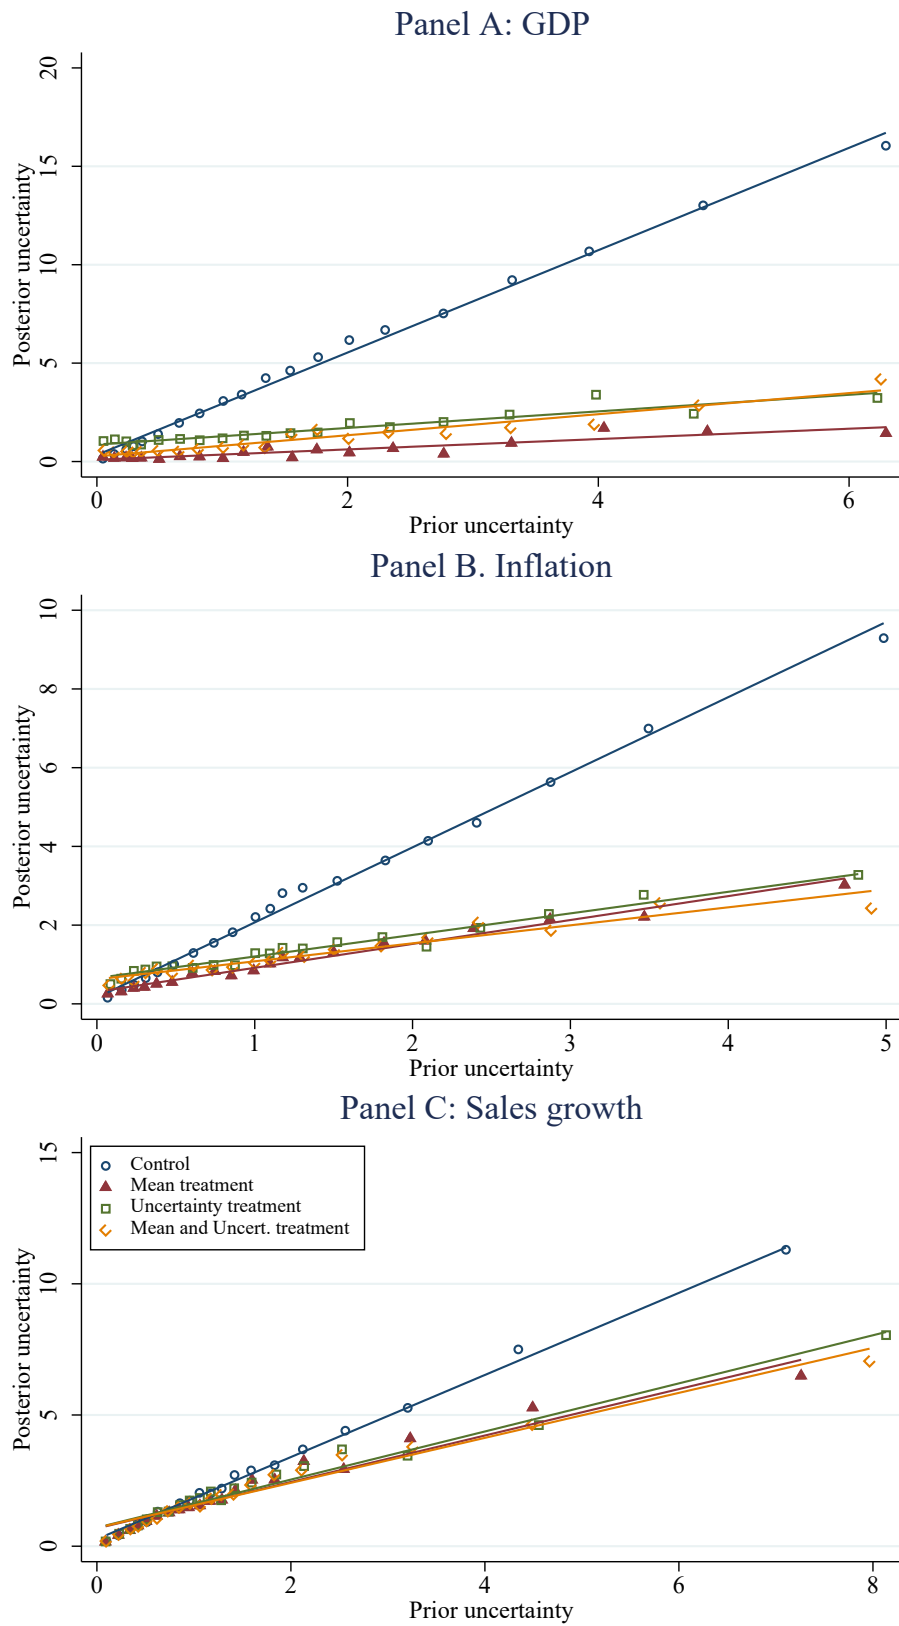 Panel A: GDP
20
15
10
5
0
Posterior uncertainty
0 2 4 6
Prior uncertainty
Panel B. Inflation
10
8
6
4
2
0
Posterior uncertainty
0 1 2 3 4 5
Prior uncertainty
Panel C: Sales growth
15
10
5
0
Posterior uncertainty
Control
Mean treatment
Uncertainty treatment
Mean and Uncert. treatment
0 2 4 6 8
Prior uncertainty